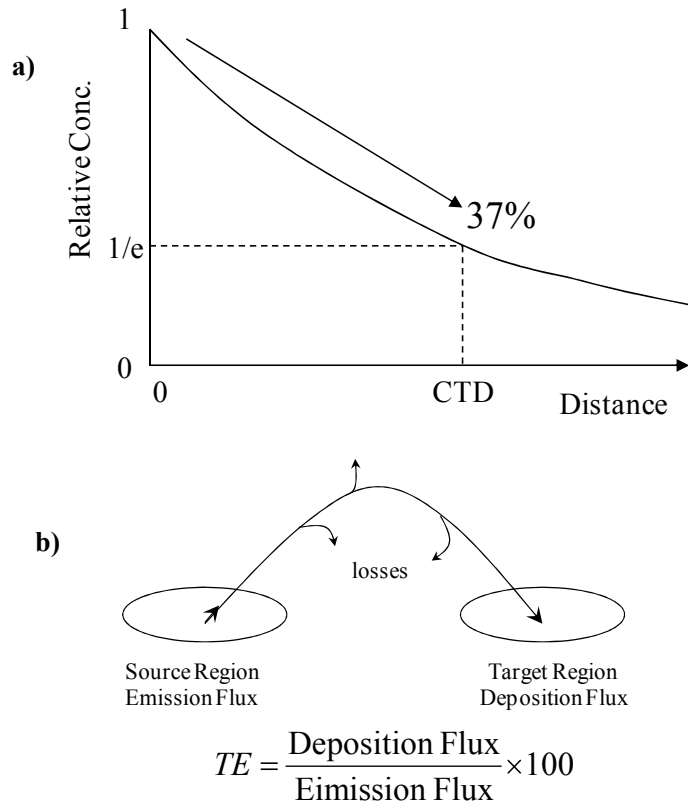 a)
1
Relative Conc.
37%
1/e
0
0
CTD
Distance
b)
losses
Source Region
Emission Flux
Target Region
Deposition Flux
TE = Deposition Flux / Eimission Flux ×100